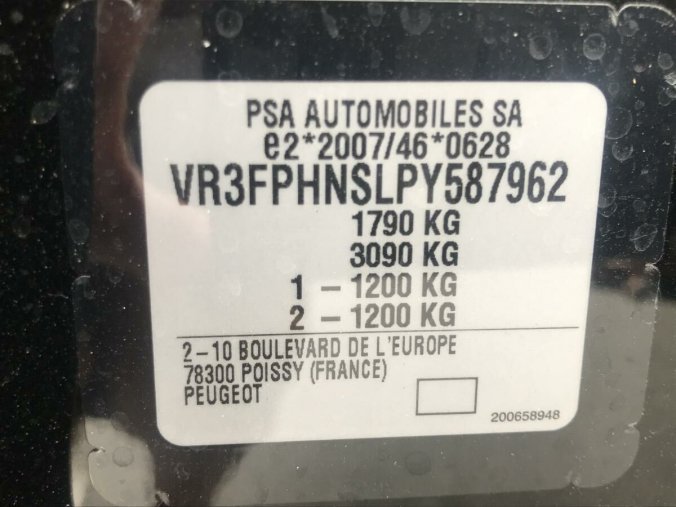 PSA AUTOMOBILES SA
e2*2007/46*0628
VR3FPHNSLPY587962
1790 KG
3090 KG
1 - 1200 KG
2 - 1200 KG
2-10 BOULEVARD DE L'EUROPE
78300 POISSY (FRANCE)
PEUGEOT
200658948